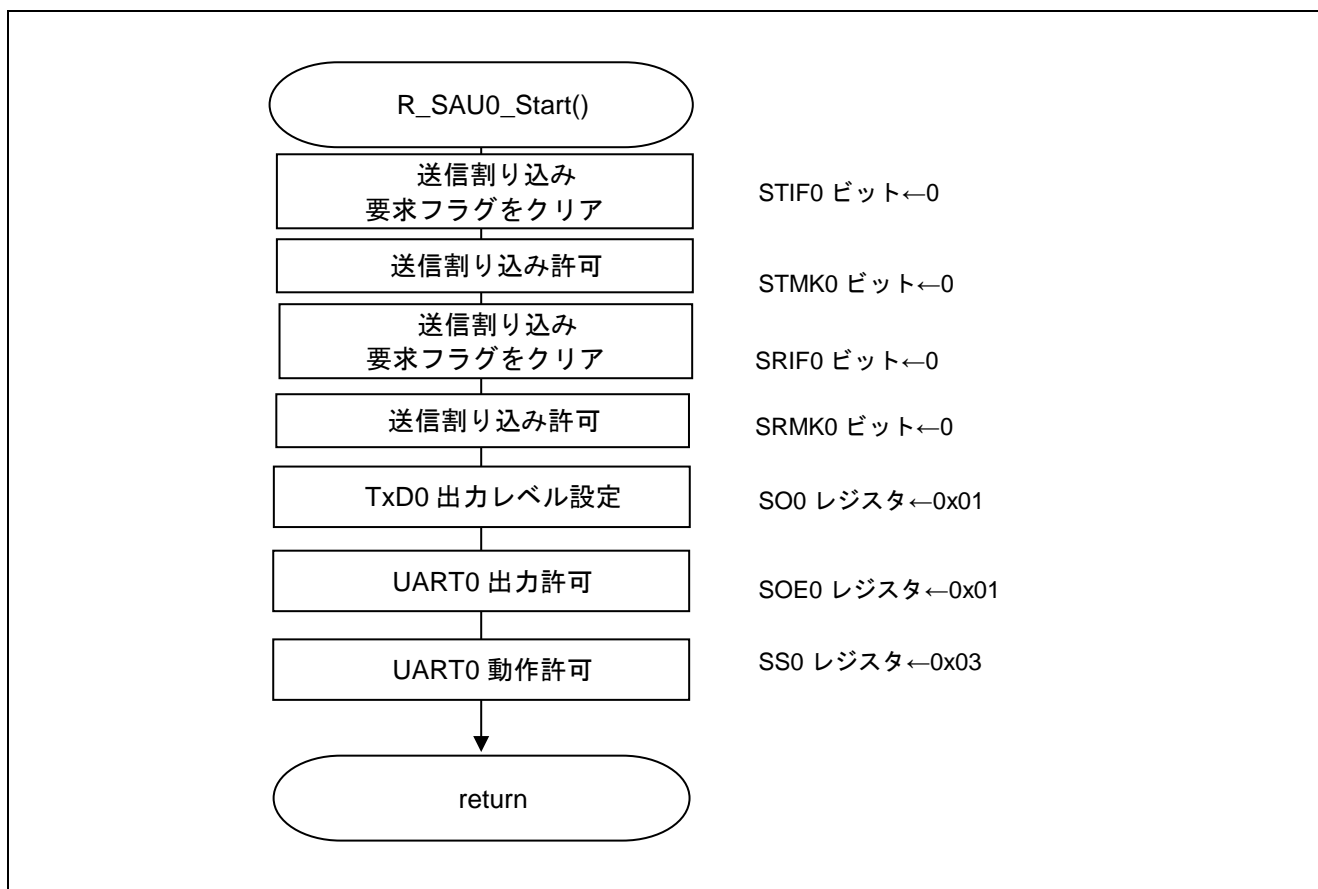 R_SAU0_Start()
送信割り込み
要求フラグをクリア
STIF0 ビット←0
送信割り込み許可
STMK0 ビット←0
送信割り込み
要求フラグをクリア
SRIF0 ビット←0
送信割り込み許可
SRMK0 ビット←0
TxD0 出力レベル設定
SO0 レジスタ←0x01
UART0 出力許可
SOE0 レジスタ←0x01
UART0 動作許可
SS0 レジスタ←0x03
return